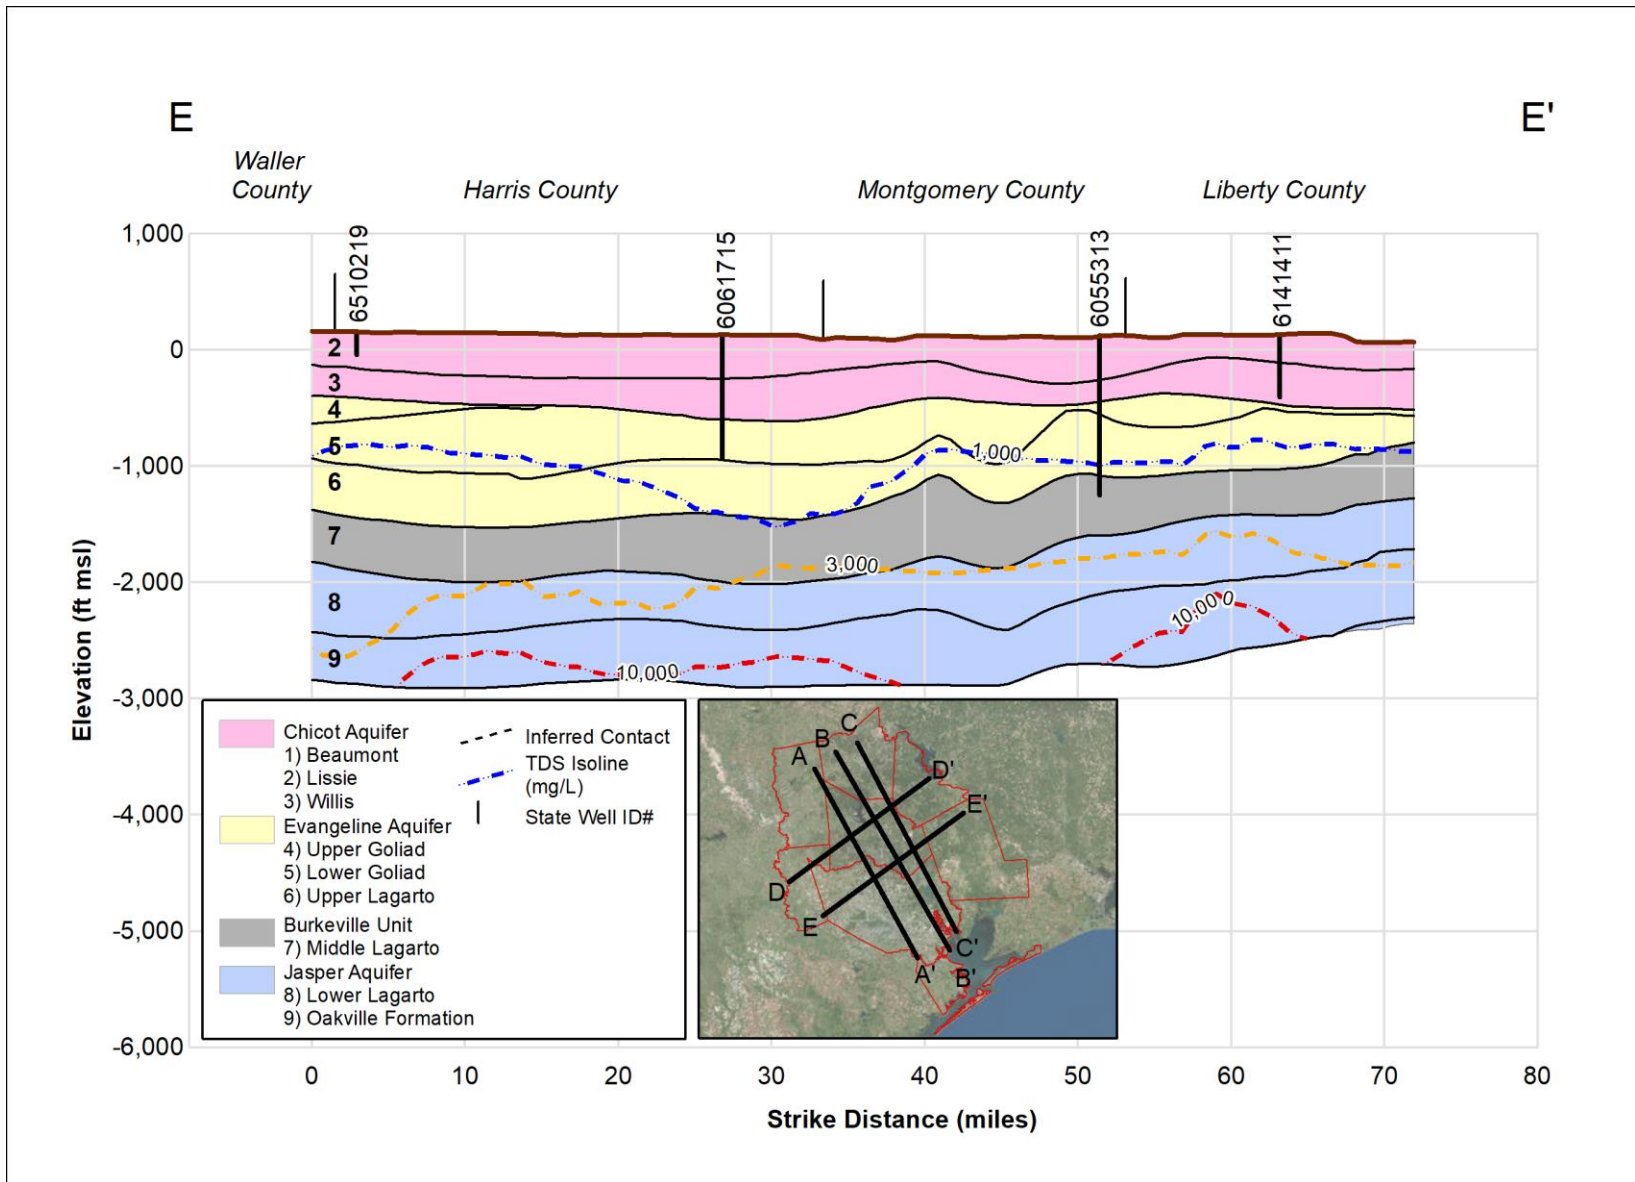 E
E'
Waller
County
Harris County
Montgomery County
Liberty County
1,000
0
-1,000
-2,000
-3,000
-4,000
-5,000
-6,000
Elevation (ft msl)
6510219
6061715
6055313
6141411
2
3
4
5
6
7
8
9
1,000
3,000
10,000
10,000
Chicot Aquifer
1) Beaumont
2) Lissie
3) Willis
Evangeline Aquifer
4) Upper Goliad
5) Lower Goliad
6) Upper Lagarto
Burkeville Unit
7) Middle Lagarto
Jasper Aquifer
8) Lower Lagarto
9) Oakville Formation
Inferred Contact
TDS Isoline
(mg/L)
State Well ID#
A
B
C
D'
E'
D
E
A'
B'
C'
0
10
20
30
40
50
60
70
80
Strike Distance (miles)